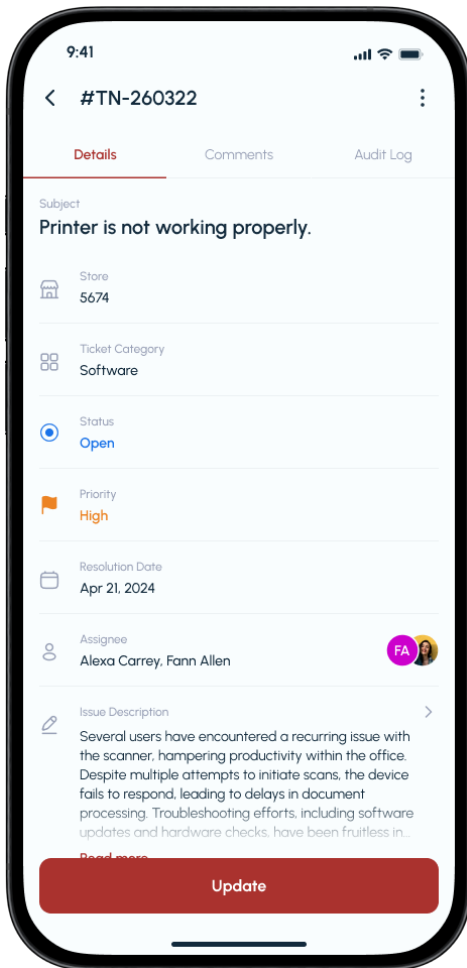 9:41
#TN-260322
Details Comments Audit Log
Subject
Printer is not working properly.
Store
5674
Ticket Category
Software
Status
Open
Priority
High
Resolution Date
Apr 21, 2024
Assignee
Alexa Carrey, Fann Allen
FA
Issue Description
Several users have encountered a recurring issue with
the scanner, hampering productivity within the office.
Despite multiple attempts to initiate scans, the device
fails to respond, leading to delays in document
processing. Troubleshooting efforts, including software
updates and hardware checks, have been fruitless in...
Read more
Update